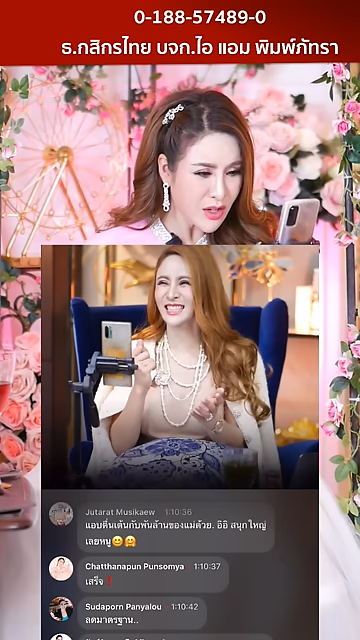 0-188-57489-0
ธ.กสิกรไทย บจก.ไอ แอม พิมพ์ภัทรา
Jutarat Musikaew 1:10:36
แอบตื่นเต้นกับพันล้านของแม่ด้วย. อิอิ สนุกใหญ่
เลยหนู😊🤗
Chatthanapun Punsomya 1:10:37
เสร็จ❗
Sudaporn Panyalou 1:10:42
ลดมาตรฐาน..